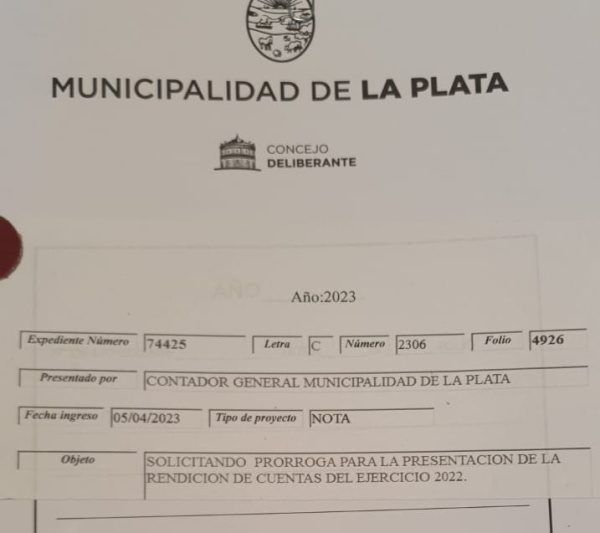 MUNICIPALIDAD DE LA PLATA
CONCEJO
DELIBERANTE
AÑO
Año:2023
Expediente Número 74425 Letra C Número 2306 Folio 4926
Presentado por CONTADOR GENERAL MUNICIPALIDAD DE LA PLATA
Fecha ingreso 05/04/2023 Tipo de proyecto NOTA
Objeto SOLICITANDO PRORROGA PARA LA PRESENTACION DE LA
RENDICION DE CUENTAS DEL EJERCICIO 2022.